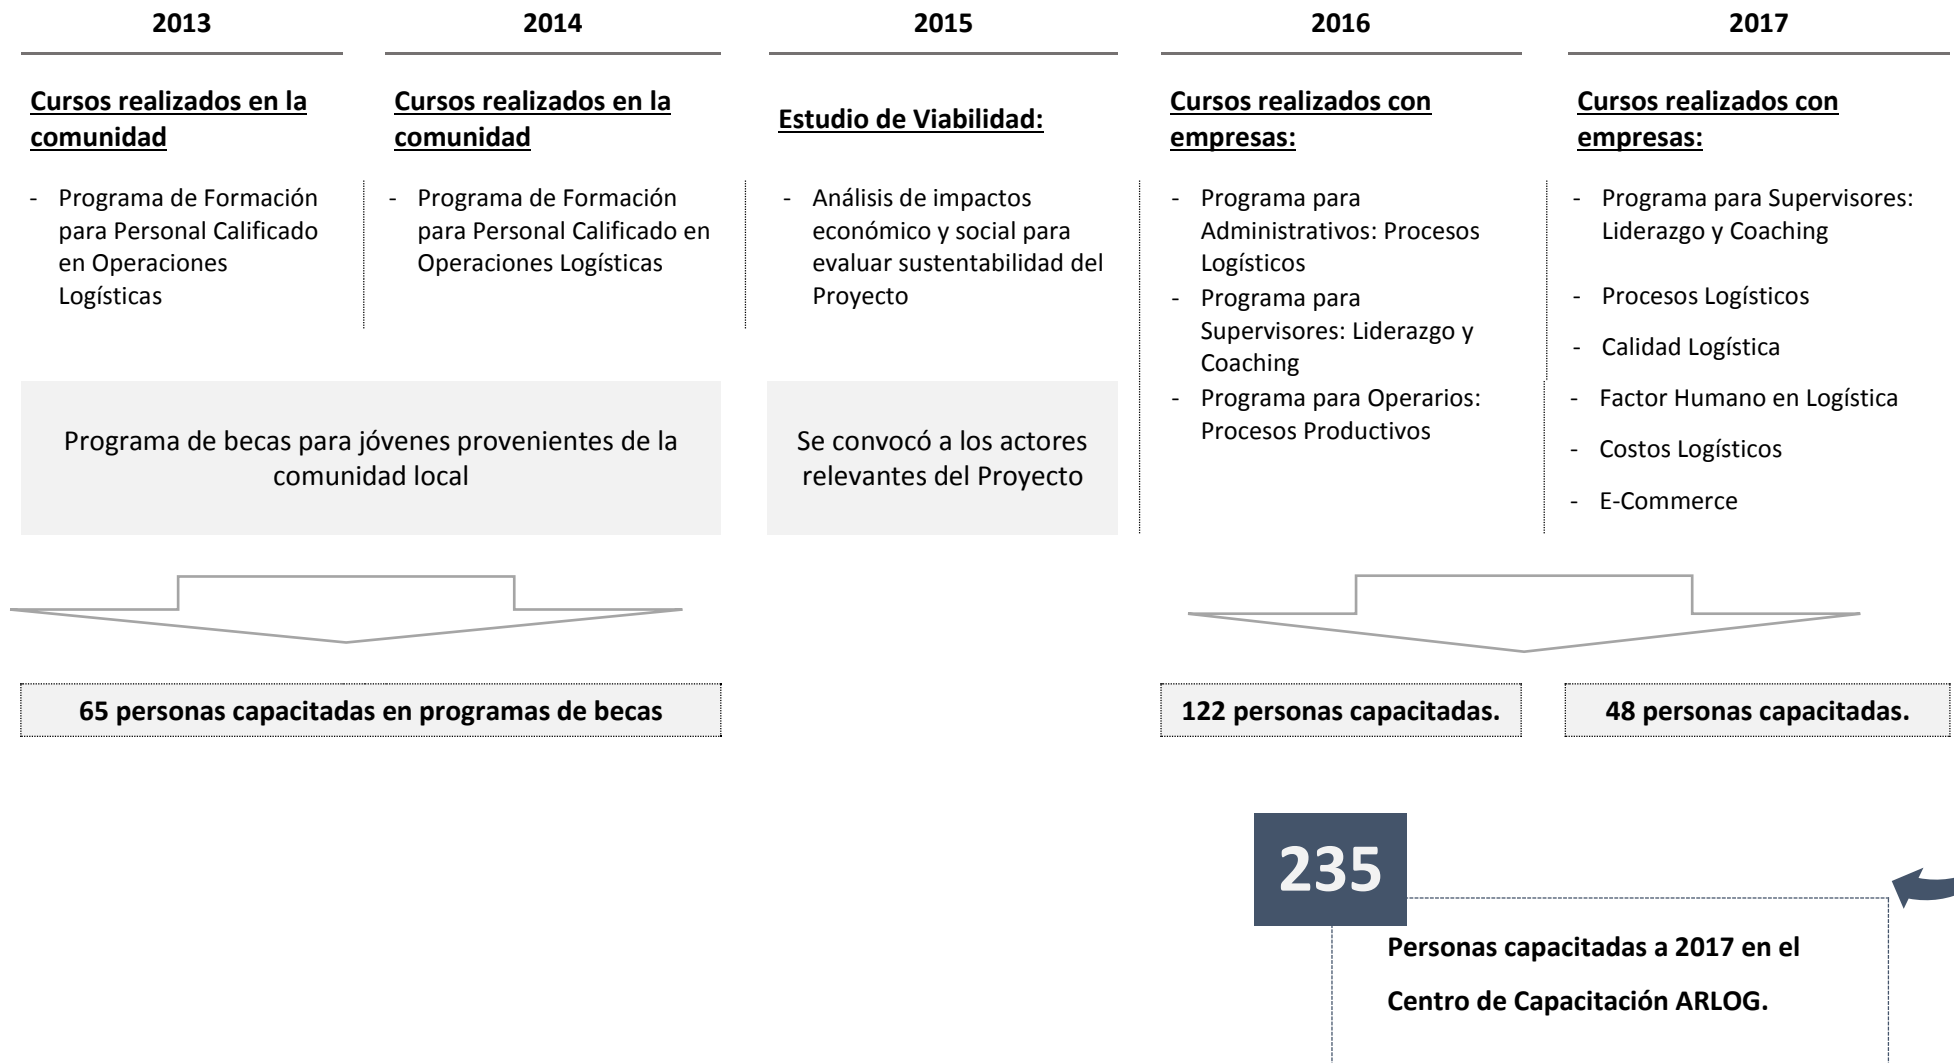 2013
Cursos realizados en la
comunidad
- Programa de Formación
para Personal Calificado
en Operaciones
Logísticas
2014
Cursos realizados en la
comunidad
- Programa de Formación
para Personal Calificado en
Operaciones Logísticas
Programa de becas para jóvenes provenientes de la
comunidad local
65 personas capacitadas en programas de becas
2015
Estudio de Viabilidad:
- Análisis de impactos
económico y social para
evaluar sustentabilidad del
Proyecto
Se convocó a los actores
relevantes del Proyecto
2016
Cursos realizados con
empresas:
- Programa para
Administrativos: Procesos
Logísticos
- Programa para
Supervisores: Liderazgo y
Coaching
- Programa para Operarios:
Procesos Productivos
122 personas capacitadas.
2017
Cursos realizados con
empresas:
- Programa para Supervisores:
Liderazgo y Coaching
- Procesos Logísticos
- Calidad Logística
- Factor Humano en Logística
- Costos Logísticos
- E-Commerce
48 personas capacitadas.
235
Personas capacitadas a 2017 en el
Centro de Capacitación ARLOG.